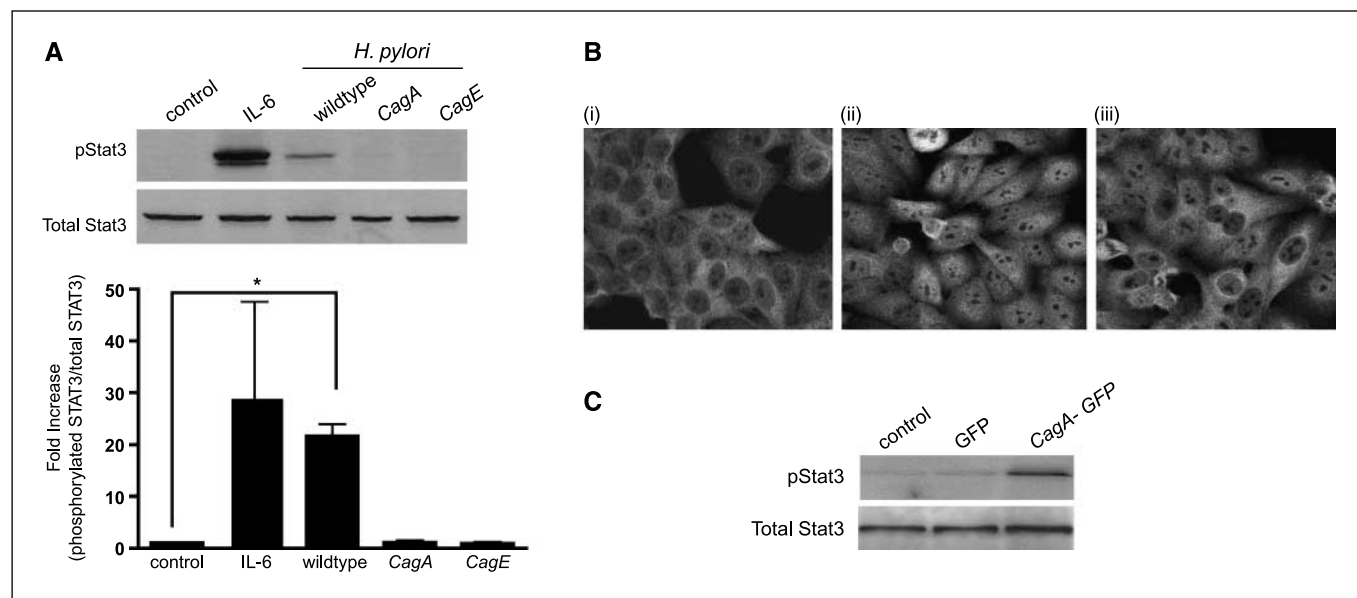 A
H. pylori
control IL-6 wildtype CagA CagE
pStat3
Total Stat3
*
Fold Increase
(phosphorylated STAT3/total STAT3)
50
40
30
20
10
0
control IL-6 wildtype CagA CagE
B
(i) (ii) (iii)
C
control GFP CagA- GFP
pStat3
Total Stat3